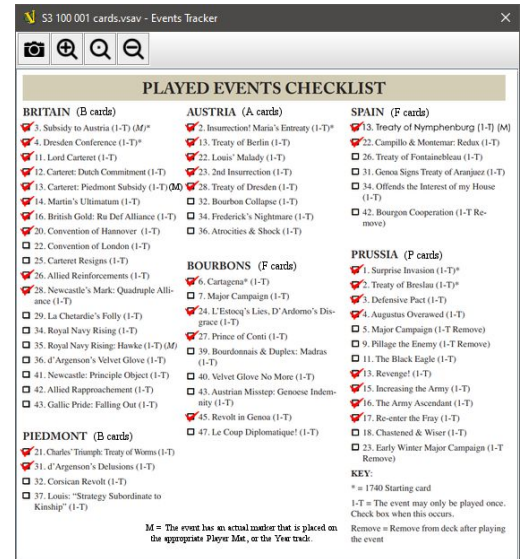 S3 100 001 cards.vsav - Events Tracker
PLAYED EVENTS CHECKLIST
BRITAIN (B cards)
3. Subsidy to Austria (1-T) (M)*
4. Dresden Conference (1-T)*
11. Lord Carteret (1-T)
12. Carteret: Dutch Commitment (1-T)
13. Carteret: Piedmont Subsidy (1-T) (M)
14. Martin's Ultimatum (1-T)
16. British Gold: Ru Def Alliance (1-T)
20. Convention of Hannover (1-T)
22. Convention of London (1-T)
25. Carteret Resigns (1-T)
26. Allied Reinforcements (1-T)
28. Newcastle's Mark: Quadruple Alli-
ance (1-T)
29. La Chetardie's Folly (1-T)
34. Royal Navy Rising (1-T)
35. Royal Navy Rising: Hawke (1-T) (M)
36. d'Argenson's Velvet Glove (1-T)
41. Newcastle: Principle Object (1-T)
42. Allied Rapprochement (1-T)
43. Gallic Pride: Falling Out (1-T)
PIEDMONT (B cards)
21. Charles' Triumph: Treaty of Worms (1-T)
31. d'Argenson's Delusions (1-T)
32. Corsican Revolt (1-T)
37. Louis: "Strategy Subordinate to
Kinship" (1-T)
AUSTRIA (A cards)
2. Insurrection! Maria's Entreaty (1-T)*
13. Treaty of Berlin (1-T)
22. Louis' Malady (1-T)
23. 2nd Insurrection (1-T)
28. Treaty of Dresden (1-T)
32. Bourbon Collapse (1-T)
34. Frederick's Nightmare (1-T)
36. Atrocities & Shock (1-T)
BOURBONS (F cards)
6. Cartagena* (1-T)
7. Major Campaign (1-T)
24. L'Estocq's Lies, D'Ardorno's Dis-
grace (1-T)
27. Prince of Conti (1-T)
39. Bourdonnais & Duplex: Madras
(1-T)
40. Velvet Glove No More (1-T)
43. Austrian Misstep: Genoese Indem-
nity (1-T)
45. Revolt in Genoa (1-T)
47. Le Coup Diplomatique! (1-T)
SPAIN (F cards)
13. Treaty of Nymphenburg (1-T) (M)
22. Campillo & Montemar: Redux (1-T)
26. Treaty of Fontainebleau (1-T)
31. Genoa Signs Treaty of Aranjuez (1-T)
34. Offends the Interest of my House
(1-T)
42. Bourgon Cooperation (1-T Re-
move)
PRUSSIA (P cards)
1. Surprise Invasion (1-T)*
2. Treaty of Breslau (1-T)*
3. Defensive Pact (1-T)
4. Augustus Overawed (1-T)
5. Major Campaign (1-T Remove)
9. Pillage the Enemy (1-T Remove)
11. The Black Eagle (1-T)
13. Revenge! (1-T)
15. Increasing the Army (1-T)
16. The Army Ascendant (1-T)
17. Re-enter the Fray (1-T)
18. Chastened & Wiser (1-T)
23. Early Winter Major Campaign (1-T
Remove)
KEY:
* = 1740 Starting card
1-T = The event may only be played once.
Check box when this occurs.
Remove = Remove from deck after playing
the event
M = The event has an actual marker that is placed on
the appropriate Player Mat, or the Year track.